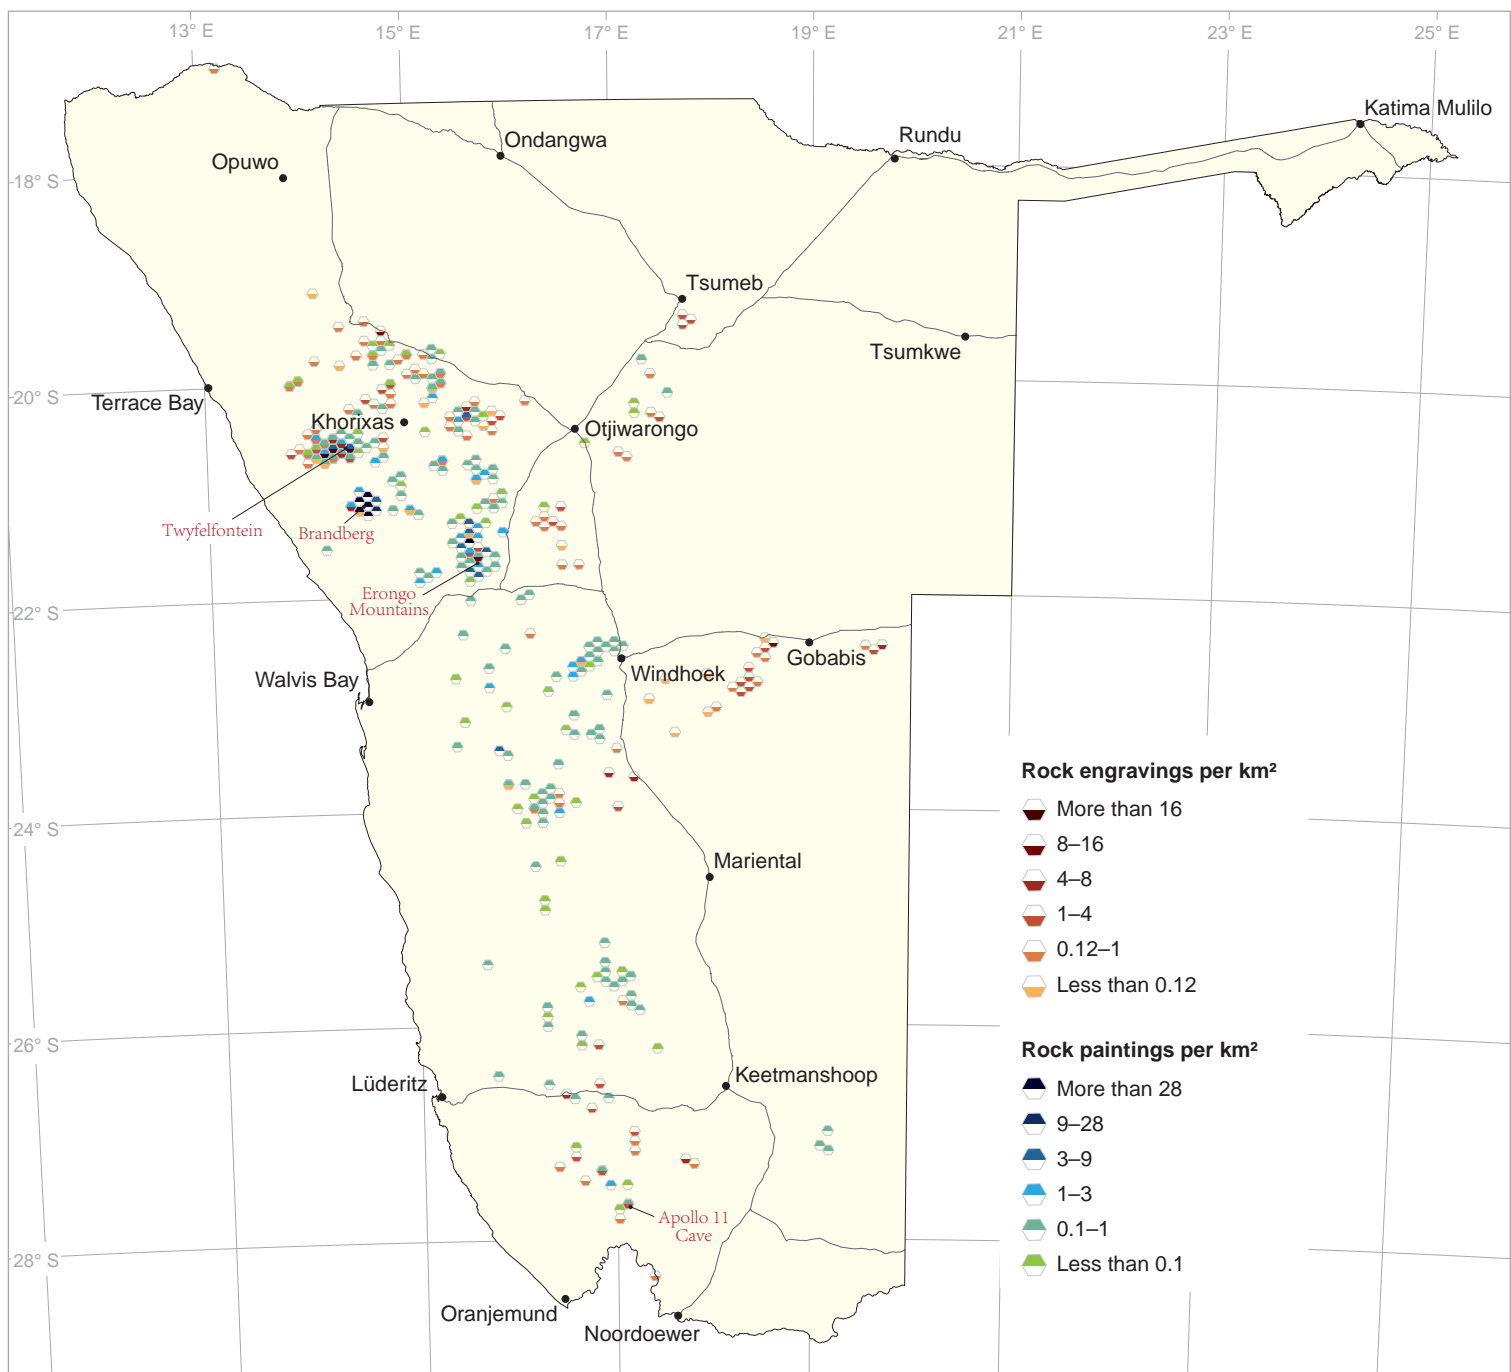 13° E
15° E
17° E
19° E
21° E
23° E
25° E
Katima Mulilo
Rundu
Ondangwa
Opuwo
18° S
Tsumeb
Tsumkwe
20° S
Terrace Bay
Khorixas
Otjiwarongo
Twyfelfontein
Brandberg
Erongo
Mountains
22° S
Gobabis
Windhoek
Walvis Bay
24° S
Mariental
26° S
Keetmanshoop
Lüderitz
Apollo 11
Cave
28° S
Oranjemund
Noordoewer
Rock engravings per km²
More than 16
8–16
4–8
1–4
0.12–1
Less than 0.12
Rock paintings per km²
More than 28
9–28
3–9
1–3
0.1–1
Less than 0.1